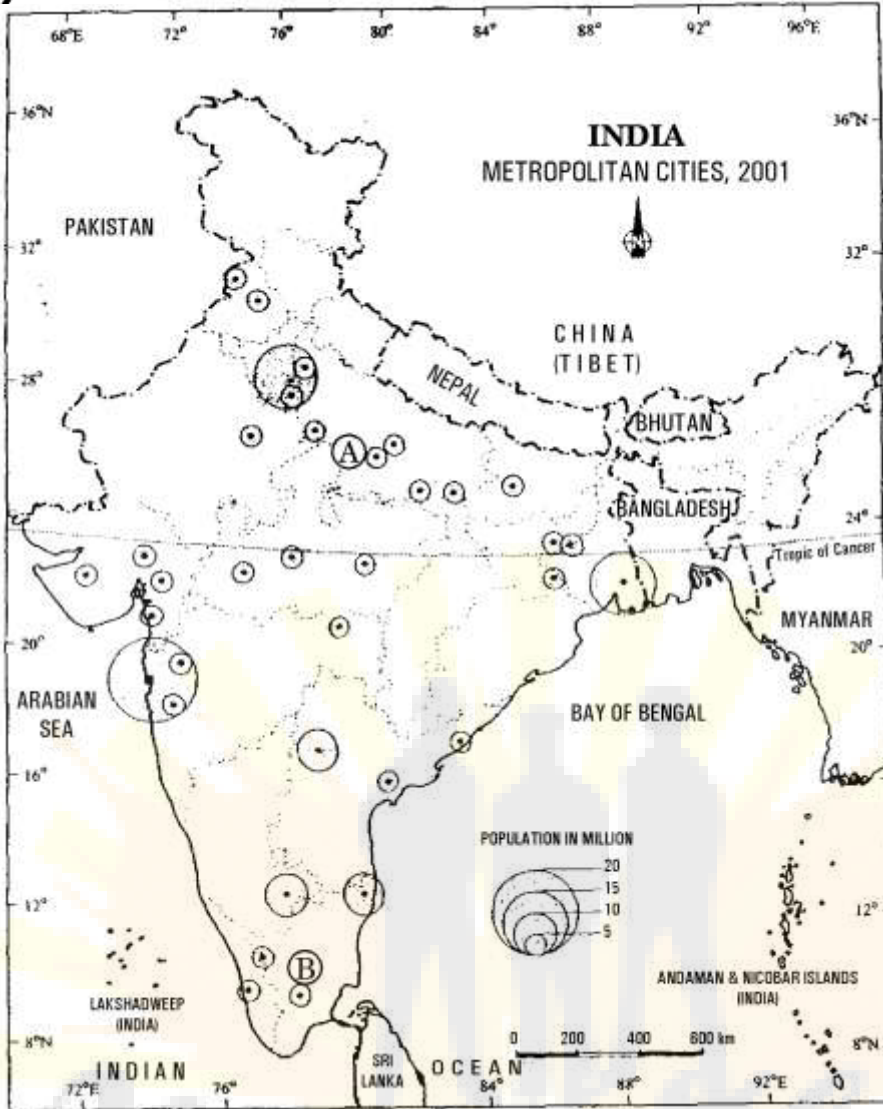 68°E 72° 76° 80° 84° 88° 92° 96°E
36°N 36°N
INDIA
METROPOLITAN CITIES, 2001
N
PAKISTAN
32° 32°
CHINA
(TIBET)
28°
NEPAL
BHUTAN
A
BANGLADESH
24°
Tropic of Cancer
MYANMAR
20° 20°
ARABIAN
SEA
BAY OF BENGAL
16°
POPULATION IN MILLION
20
15
10
5
12° 12°
B
ANDAMAN & NICOBAR ISLANDS
(INDIA)
LAKSHADWEEP
(INDIA)
0 200 400 600 km
8°N 8°N
INDIAN OCEAN
SRI
LANKA
72°E 76° 84° 88° 92°E